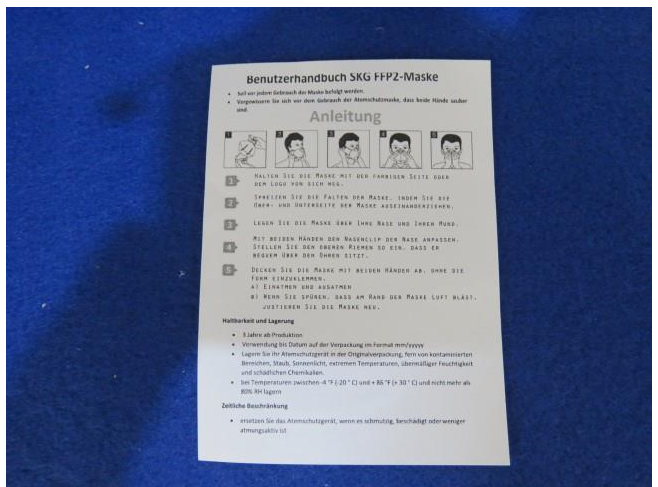 Benutzerhandbuch SKG FFP2-Maske
• Soll vor jedem Gebrauch der Maske befolgt werden.
• Vergewissern Sie sich vor dem Gebrauch der Atemschutzmaske, dass beide Hände sauber
sind.
Anleitung
1 2 3 4 5
1 HALTEN SIE DIE MASKE MIT DER FARBIGEN SEITE ODER
DEM LOGO VON SICH WEG.
2 SPREIZEN SIE DIE FALTEN DER MASKE, INDEM SIE DIE
OBER- UND UNTERSEITE DER MASKE AUSEINANDERZIEHEN.
3 LEGEN SIE DIE MASKE ÜBER IHRE NASE UND IHREN MUND.
4 MIT BEIDEN HÄNDEN DEN NASENCLIP DER NASE ANPASSEN.
STELLEN SIE DEN OBEREN RIEMEN SO EIN, DASS ER
BEQUEM ÜBER DEN OHREN SITZT.
5 DECKEN SIE DIE MASKE MIT BEIDEN HÄNDEN AB, OHNE DIE
FORM EINZUKLEMMEN.
A) EINATMEN UND AUSATMEN
B) WENN SIE SPÜREN, DASS AM RAND DER MASKE LUFT BLÄST,
JUSTIEREN SIE DIE MASKE NEU.
Haltbarkeit und Lagerung
• 3 Jahre ab Produktion
• Verwendung bis Datum auf der Verpackung im Format mm/yyyy
• Lagern Sie Ihr Atemschutzgerät in der Originalverpackung, fern von kontaminierten
Bereichen, Staub, Sonnenlicht, extremen Temperaturen, übermäßiger Feuchtigkeit
und schädlichen Chemikalien.
• bei Temperaturen zwischen -4 °F (-20 ° C) und + 86 °F (+ 30 ° C) und nicht mehr als
80% RH lagern
Zeitliche Beschränkung
• ersetzen Sie das Atemschutzgerät, wenn es schmutzig, beschädigt oder weniger
atmungsaktiv ist